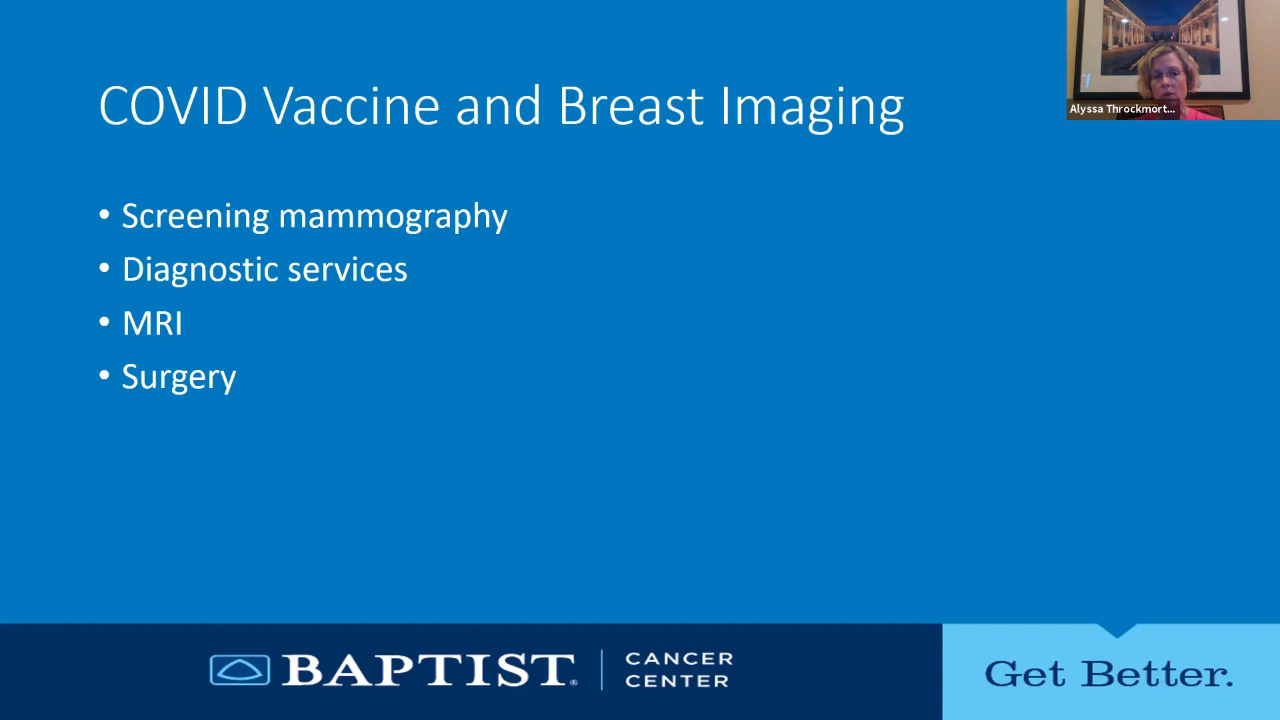 COVID Vaccine and Breast Imaging
Alyssa Throckmort...
• Screening mammography
• Diagnostic services
• MRI
• Surgery
BAPTIST®
CANCER
CENTER
Get Better.